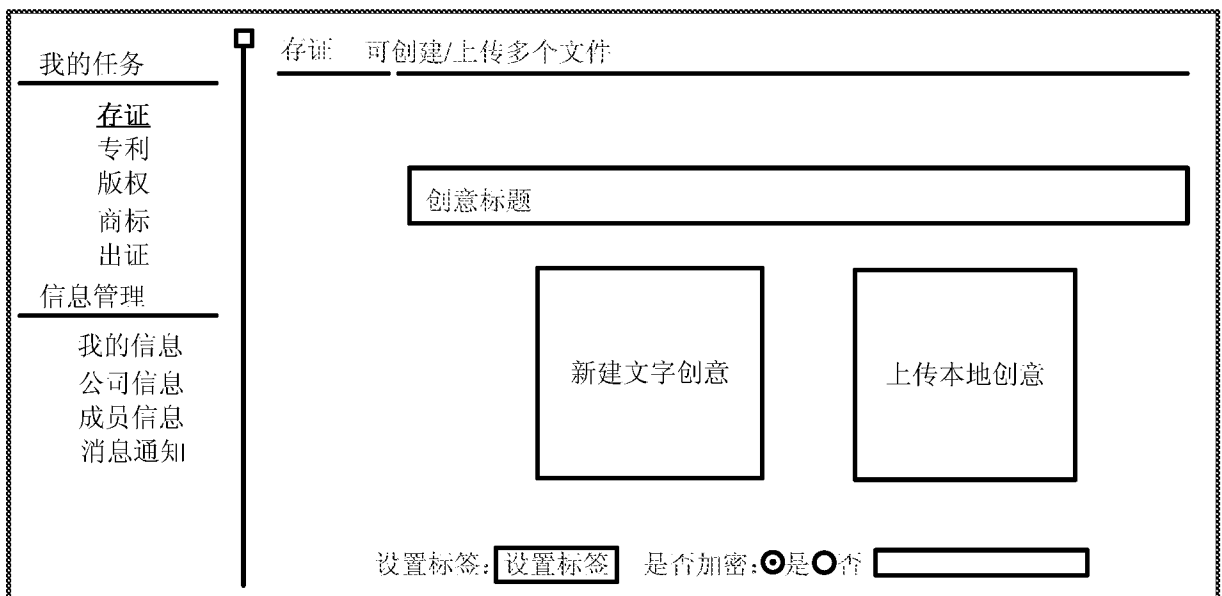 我的任务
存证
专利
版权
商标
出证
信息管理
我的信息
公司信息
成员信息
消息通知
存证 可创建/上传多个文件
创意标题
新建文字创意
上传本地创意
设置标签: 设置标签 是否加密: 是 否